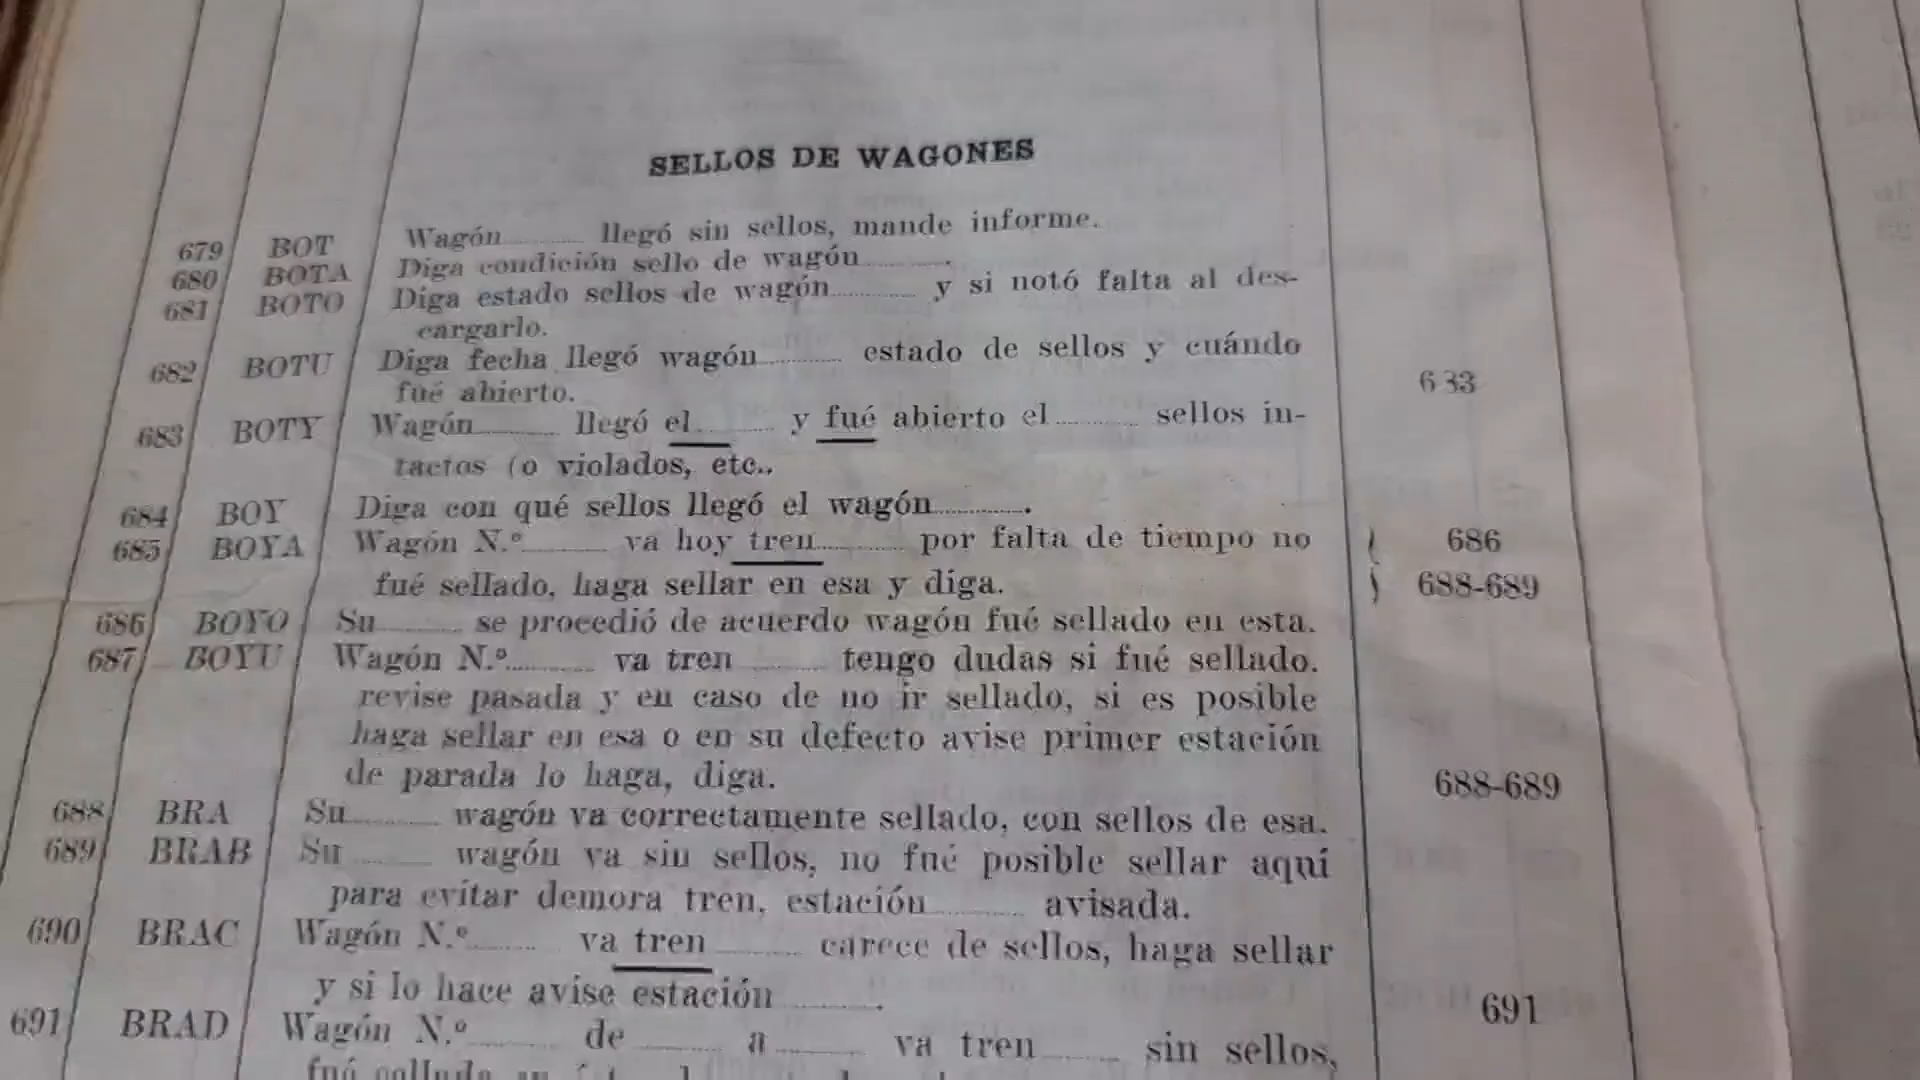 SELLOS DE WAGONES
679 BOT Wagón ........ llegó sin sellos, mande informe.
680 BOTA Diga condición sello de wagón ........ .
681 BOTO Diga estado sellos de wagón ........ y si notó falta al des-
cargarlo.
682 BOTU Diga fecha llegó wagón ........ estado de sellos y cuándo
fué abierto. 633
683 BOTY Wagón ........ llegó el ........ y fué abierto el ........ sellos in-
tactos (o violados, etc.,
684 BOY Diga con qué sellos llegó el wagón ........ .
685 BOYA Wagón N.º ........ va hoy tren ........ por falta de tiempo no 686
fué sellado, haga sellar en esa y diga. 688-689
686 BOYO Su ........ se procedió de acuerdo wagón fué sellado en esta.
687 BOYU Wagón N.º ........ va tren ........ tengo dudas si fué sellado.
revise pasada y en caso de no ir sellado, si es posible
haga sellar en esa o en su defecto avise primer estación
de parada lo haga, diga. 688-689
688 BRA Su ........ wagón va correctamente sellado, con sellos de esa.
689 BRAB Su ........ wagón va sin sellos, no fué posible sellar aquí
para evitar demora tren, estación ........ avisada.
690 BRAC Wagón N.º ........ va tren ........ carece de sellos, haga sellar
y si lo hace avise estación ........ . 691
691 BRAD Wagón N.º ........ de ........ a ........ va tren ........ sin sellos,